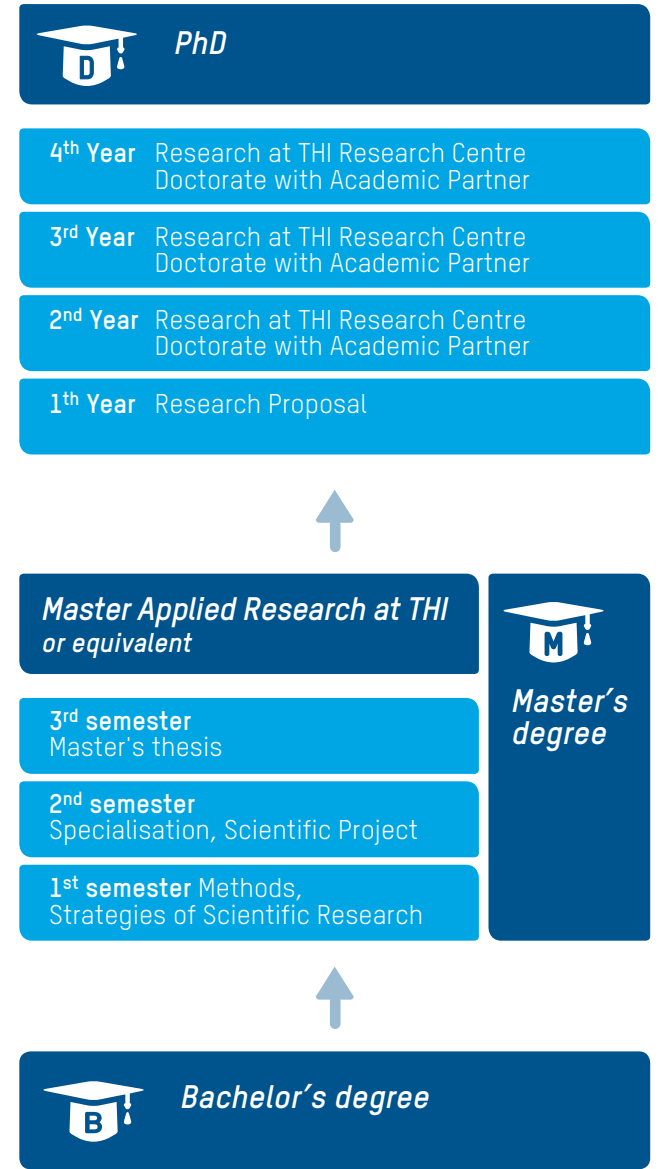 D
PhD
4th Year Research at THI Research Centre
Doctorate with Academic Partner
3rd Year Research at THI Research Centre
Doctorate with Academic Partner
2nd Year Research at THI Research Centre
Doctorate with Academic Partner
1th Year Research Proposal
Master Applied Research at THI
or equivalent
3rd semester
Master's thesis
2nd semester
Specialisation, Scientific Project
1st semester Methods,
Strategies of Scientific Research
M
Master´s
degree
B
Bachelor´s degree